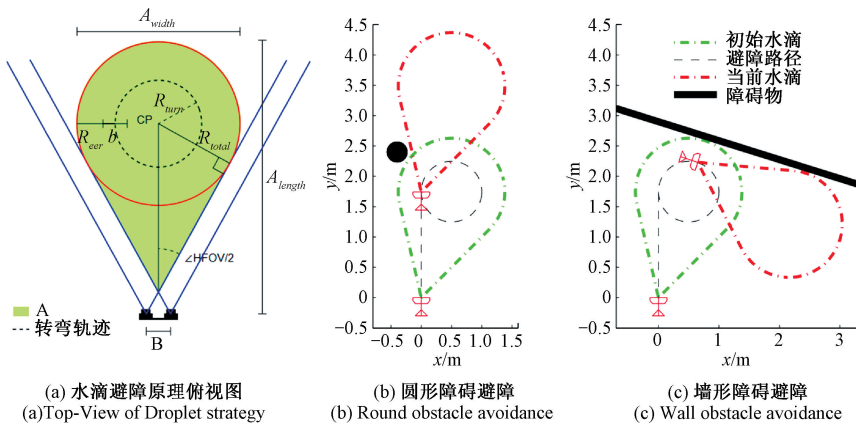 A_width
R_turn
CP
R_eer
b
R_total
A_length
∠HFOV/2
A
转弯轨迹
B
(a) 水滴避障原理俯视图
(a)Top-View of Droplet strategy
4.5
4.0
3.5
3.0
2.5
2.0
1.5
1.0
0.5
0
−0.5
y/m
−0.5 0 0.5 1.0 1.5
x/m
(b) 圆形障碍避障
(b) Round obstacle avoidance
4.5
4.0
3.5
3.0
2.5
2.0
1.5
1.0
0.5
0
−0.5
y/m
初始水滴
避障路径
当前水滴
障碍物
0 1 2 3
x/m
(c) 墙形障碍避障
(c) Wall obstacle avoidance